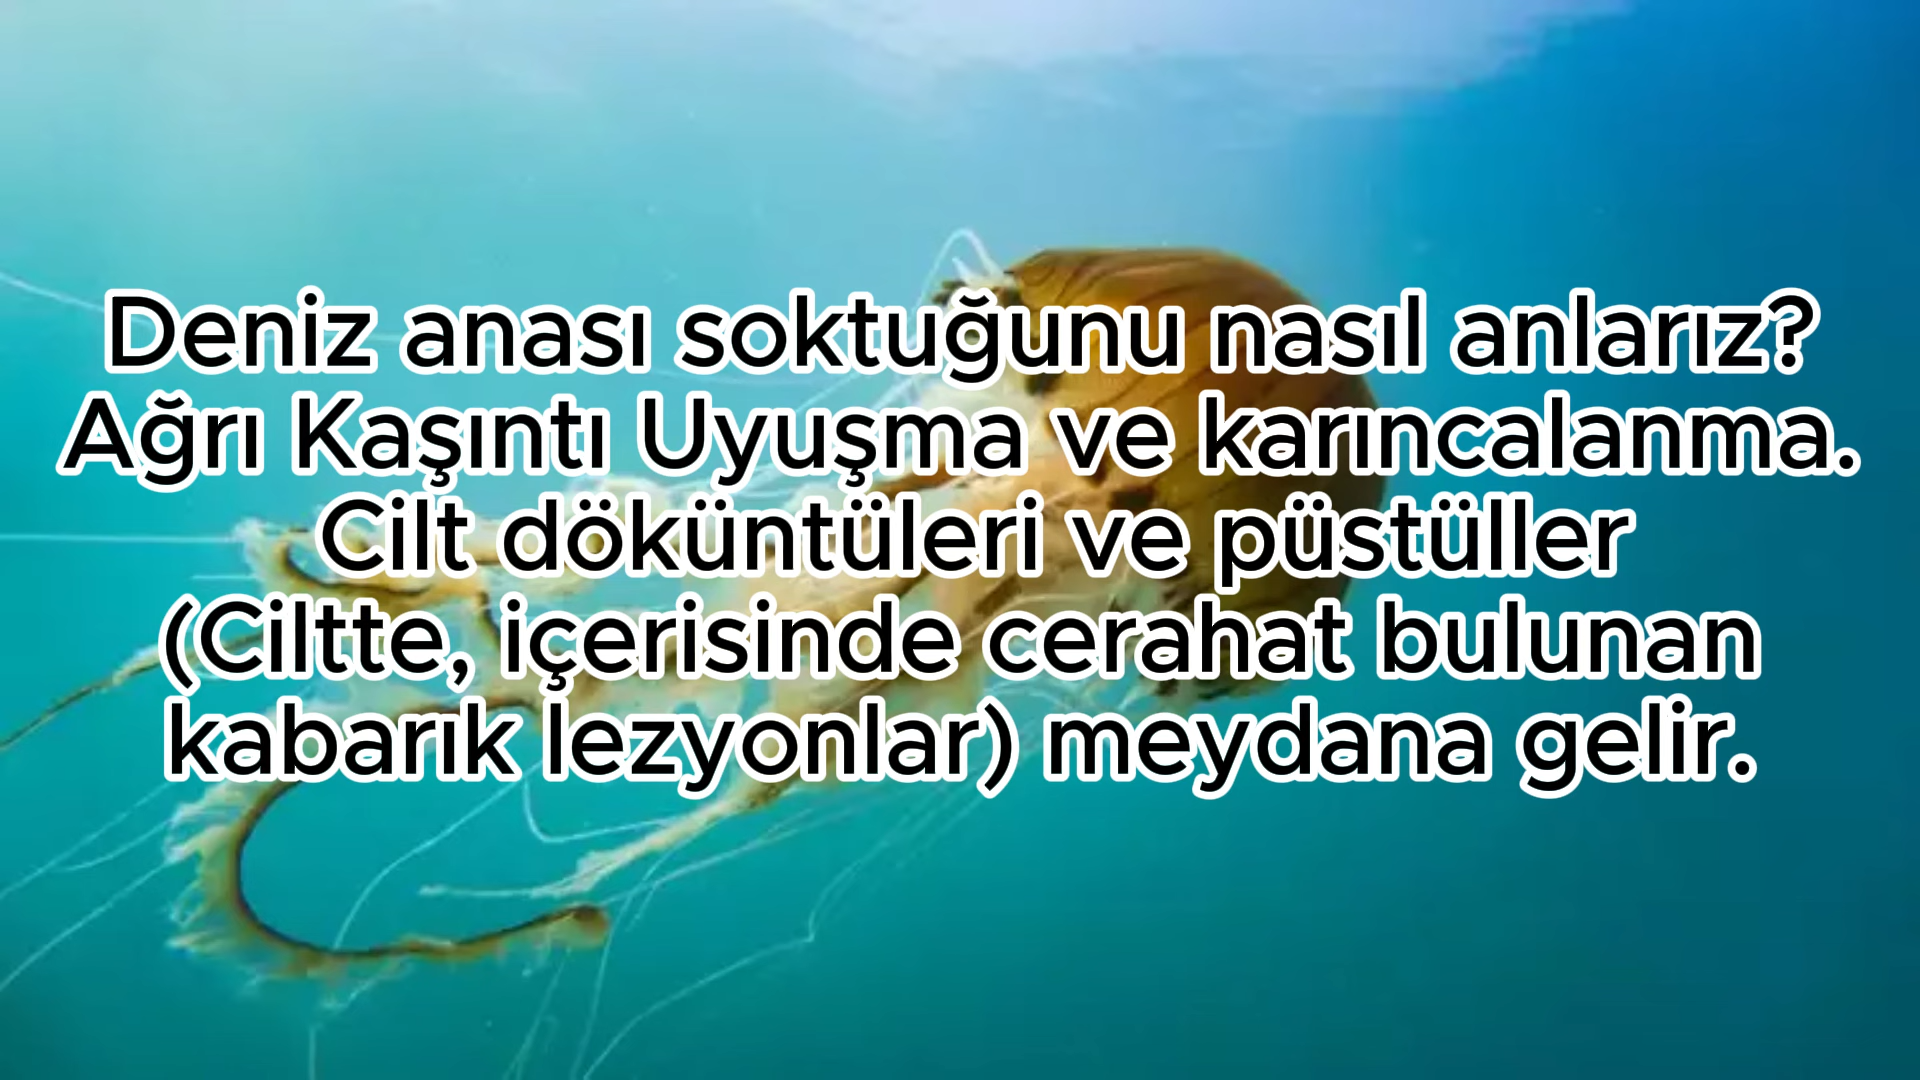 Deniz anası soktuğunu nasıl anlarız?
Ağrı Kaşıntı Uyuşma ve karıncalanma.
Cilt döküntüleri ve püstüller
(Ciltte, içerisinde cerahat bulunan
kabarık lezyonlar) meydana gelir.